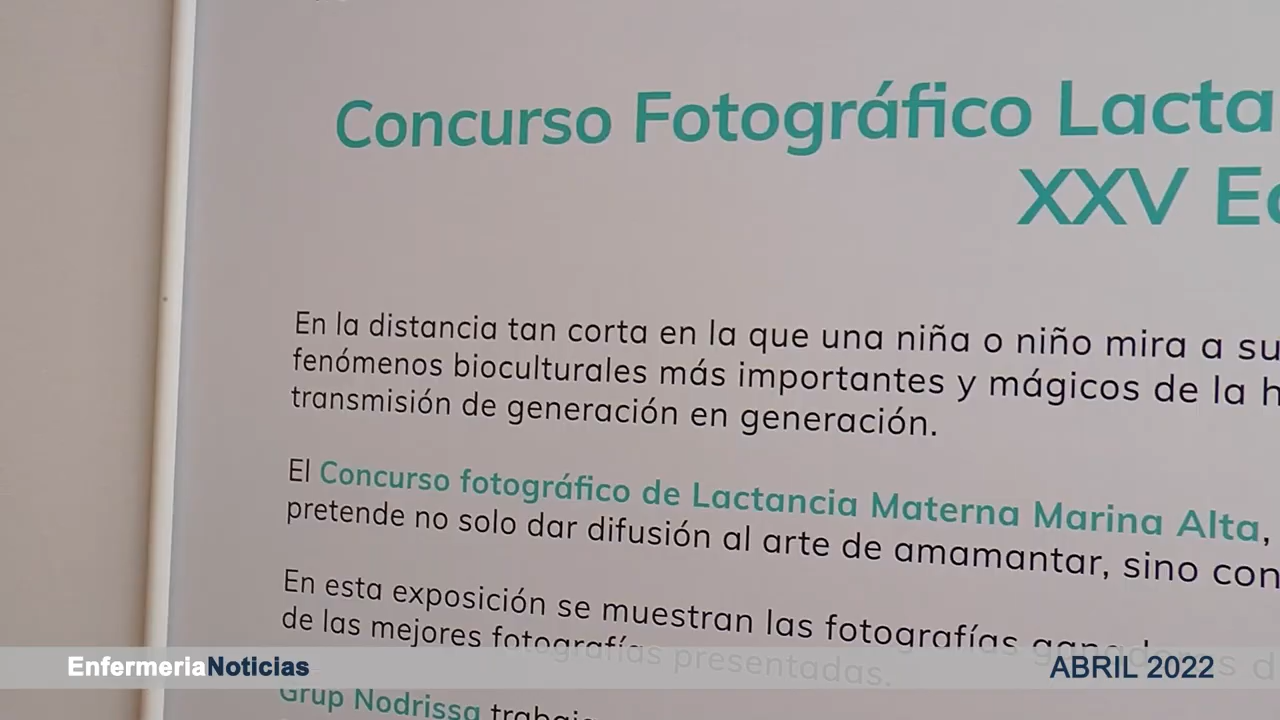 Concurso Fotográfico Lacta
XXV
En la distancia tan corta en la que una niña o niño mira a su
fenómenos bioculturales más importantes y mágicos de la h
transmisión de generación en generación.
El Concurso fotográfico de Lactancia Materna Marina Alta,
pretende no solo dar difusión al arte de amamantar, sino con
En esta exposición se muestran las fotografías ganadoras d
de las mejores fotografías presentadas.
EnfermeriaNoticias
ABRIL 2022
Grup Nodrissa